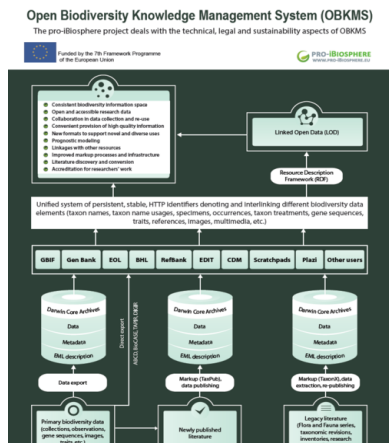 Open Biodiversity Knowledge Management System (OBKMS)
The pro-iBiosphere project deals with the technical, legal and sustainability aspects of OBKMS
Funded by the 7th Framework Programme
of the European Union
PRO-iBIOSPHERE
WWW.PRO-IBIOSPHERE.EU
Consistent biodiversity information space
Open and accessible research data
Collaboration in data collection and re-use
Convenient provision of high-quality information
New formats to support novel and diverse uses
Prognostic modeling
Linkages with other resources
Improved markup processes and infrastructure
Literature discovery and conversion
Accreditation for researchers' work
Linked Open Data (LOD)
Resource Description
Framework (RDF)
Unified system of persistent, stable, HTTP identifiers denoting and interlinking different biodiversity data
elements (taxon names, taxon name usages, specimens, occurrences, taxon treatments, gene sequences,
traits, references, images, multimedia, etc.)
GBIF
Gen Bank
EOL
BHL
RefBank
EDIT
CDM
Scratchpads
Plazi
Other users
Darwin Core Archives
Data
Metadata
EML description
Direct export
Darwin Core Archives
Data
Metadata
EML description
Darwin Core Archives
Data
Metadata
EML description
Data export
Markup (TaxPub),
data publishing
Markup (TaxonX), data
extraction, re-publishing
Primary biodiversity data
(collections, observations,
gene sequences, images,
traits, etc.)
Newly published
literature
Legacy literature
(Flora and Fauna series,
taxonomic revisions,
inventories, research